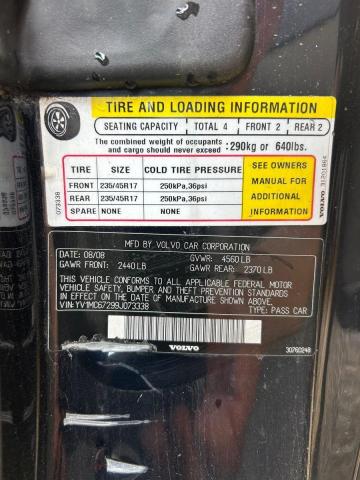 TIRE AND LOADING INFORMATION
SEATING CAPACITY TOTAL 4 FRONT 2 REAR 2
The combined weight of occupants and cargo should never exceed :290kg or 640lbs.
TIRE SIZE COLD TIRE PRESSURE
FRONT 235/45R17 250kPa,36psi
REAR 235/45R17 250kPa,36psi
SPARE NONE NONE
SEE OWNERS
MANUAL FOR
ADDITIONAL
INFORMATION
073338
VOLVO 31201864
MFD BY. VOLVO CAR CORPORATION
DATE: 08/08 GVWR: 4560 LB
GAWR FRONT: 2440 LB GAWR REAR: 2370 LB
THIS VEHICLE CONFORMS TO ALL APPLICABLE FEDERAL MOTOR
VEHICLE SAFETY, BUMPER AND THEFT PREVENTION STANDARDS
IN EFFECT ON THE DATE OF MANUFACTURE SHOWN ABOVE.
VIN: YV1MC67299J073338 TYPE: PASS CAR
VOLVO
30760248